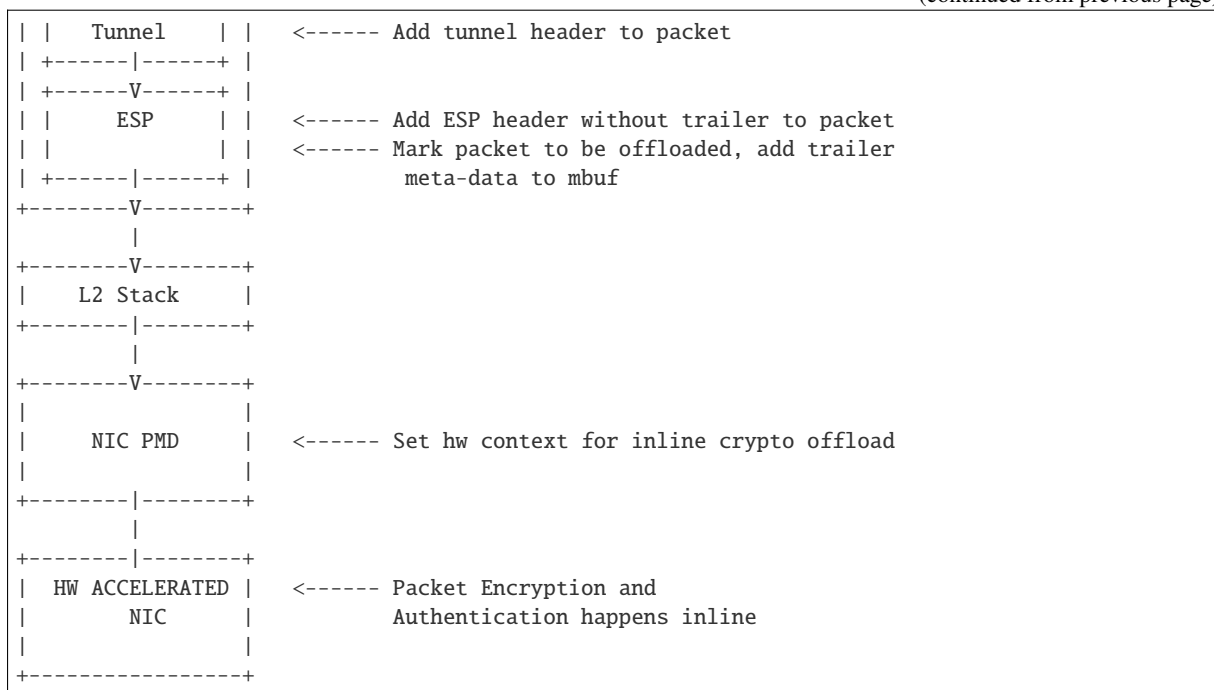 (continued from previous page)
| |   Tunnel    | |   <------ Add tunnel header to packet
| +------|------+ |
| +------V------+ |
| |     ESP     | |   <------ Add ESP header without trailer to packet
| |             | |   <------ Mark packet to be offloaded, add trailer
| +------|------+ |            meta-data to mbuf
+--------V--------+
         |
+--------V--------+
|    L2 Stack     |
+--------|--------+
         |
+--------V--------+
|                 |
|     NIC PMD     |   <------ Set hw context for inline crypto offload
|                 |
+--------|--------+
         |
+--------|--------+
|  HW ACCELERATED |   <------ Packet Encryption and
|        NIC      |           Authentication happens inline
|                 |
+-----------------+